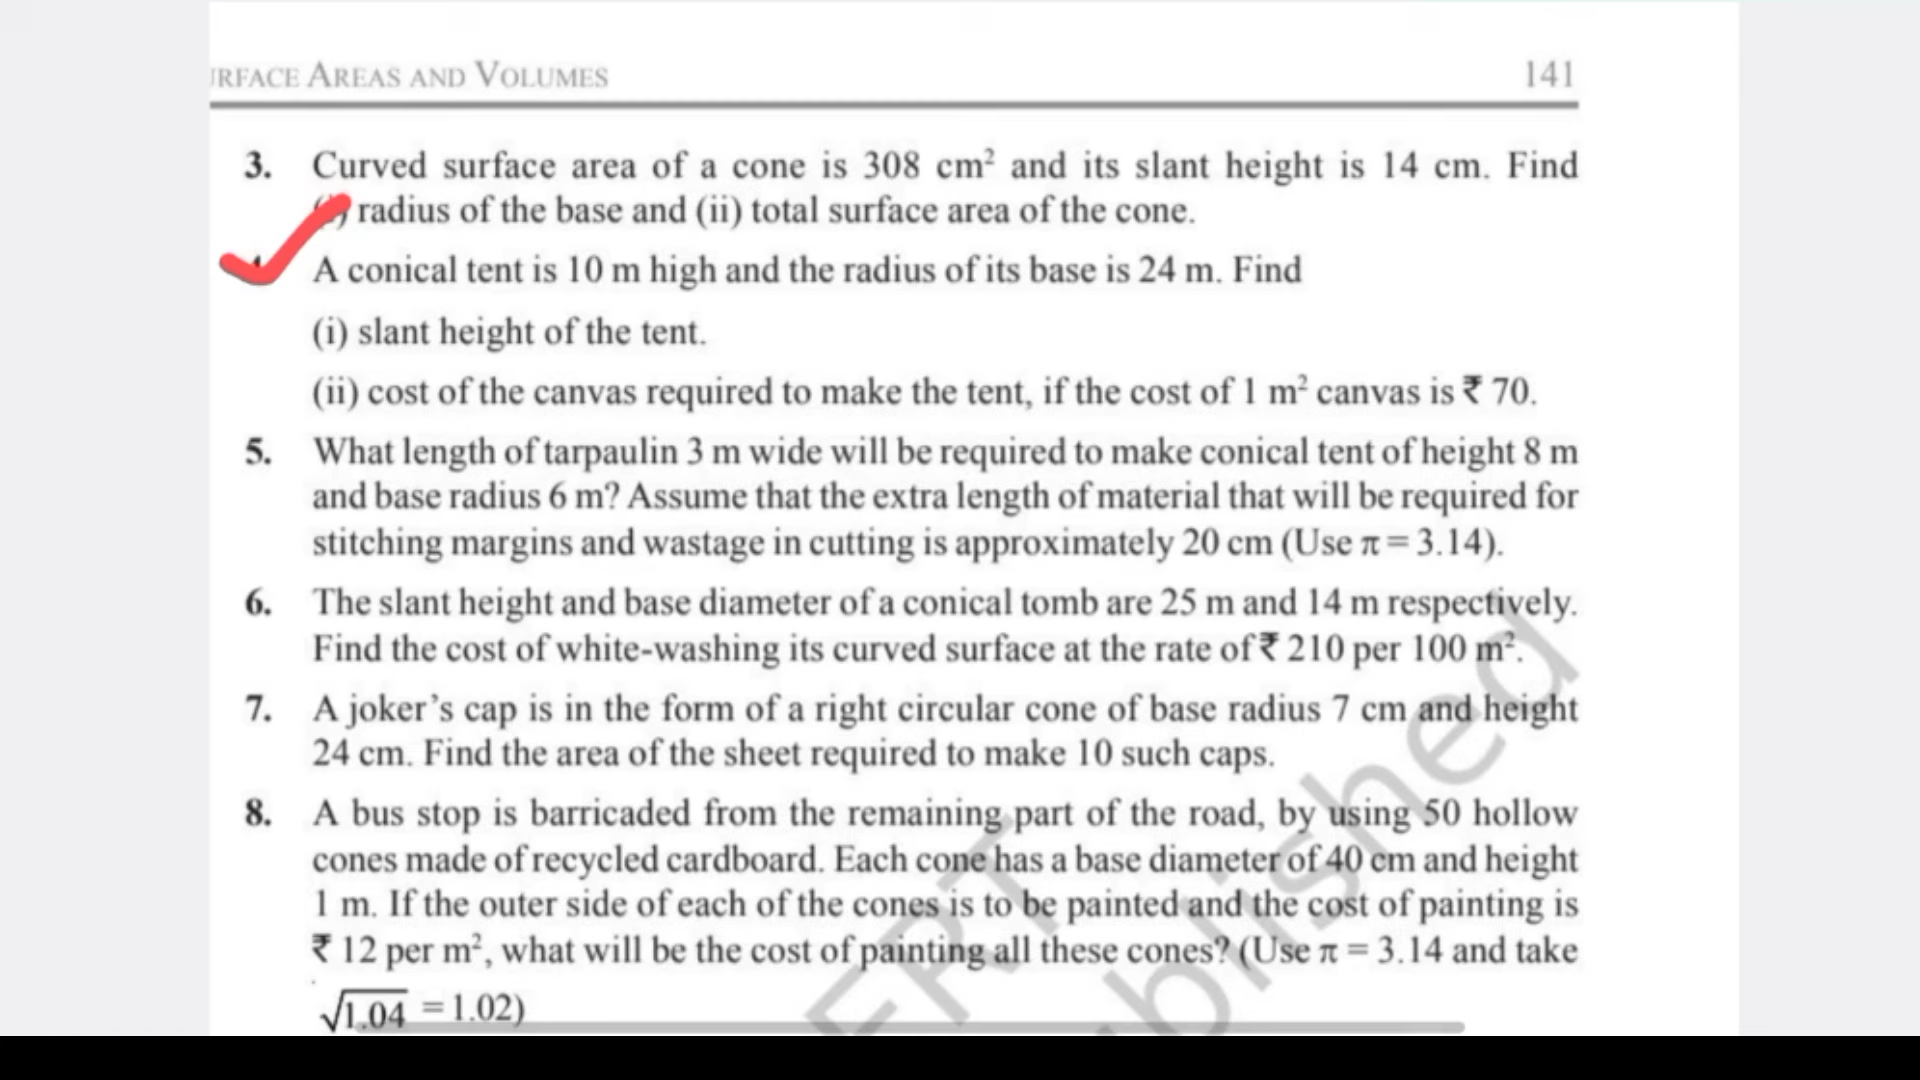 URFACE AREAS AND VOLUMES 141
3. Curved surface area of a cone is 308 cm² and its slant height is 14 cm. Find
radius of the base and (ii) total surface area of the cone.
A conical tent is 10 m high and the radius of its base is 24 m. Find
(i) slant height of the tent.
(ii) cost of the canvas required to make the tent, if the cost of 1 m² canvas is ₹ 70.
5. What length of tarpaulin 3 m wide will be required to make conical tent of height 8 m
and base radius 6 m? Assume that the extra length of material that will be required for
stitching margins and wastage in cutting is approximately 20 cm (Use π = 3.14).
6. The slant height and base diameter of a conical tomb are 25 m and 14 m respectively.
Find the cost of white-washing its curved surface at the rate of ₹ 210 per 100 m².
7. A joker's cap is in the form of a right circular cone of base radius 7 cm and height
24 cm. Find the area of the sheet required to make 10 such caps.
8. A bus stop is barricaded from the remaining part of the road, by using 50 hollow
cones made of recycled cardboard. Each cone has a base diameter of 40 cm and height
1 m. If the outer side of each of the cones is to be painted and the cost of painting is
₹ 12 per m², what will be the cost of painting all these cones? (Use π = 3.14 and take
√1.04 = 1.02)
ERT
blished